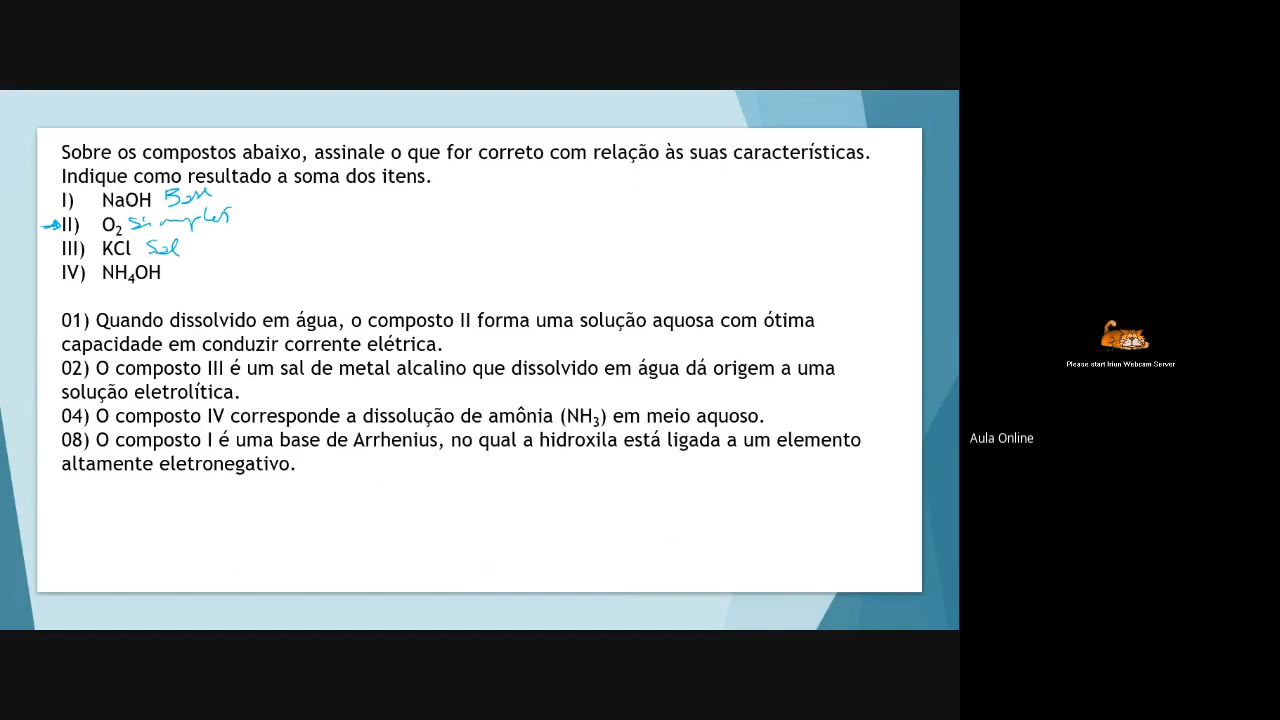 Sobre os compostos abaixo, assinale o que for correto com relação às suas características.
Indique como resultado a soma dos itens.
I) NaOH Base
II) O₂ simples
III) KCl Sal
IV) NH₄OH
01) Quando dissolvido em água, o composto II forma uma solução aquosa com ótima
capacidade em conduzir corrente elétrica.
02) O composto III é um sal de metal alcalino que dissolvido em água dá origem a uma
solução eletrolítica.
04) O composto IV corresponde a dissolução de amônia (NH₃) em meio aquoso.
08) O composto I é uma base de Arrhenius, no qual a hidroxila está ligada a um elemento
altamente eletronegativo.
Please start Iriun Webcam Server
Aula Online